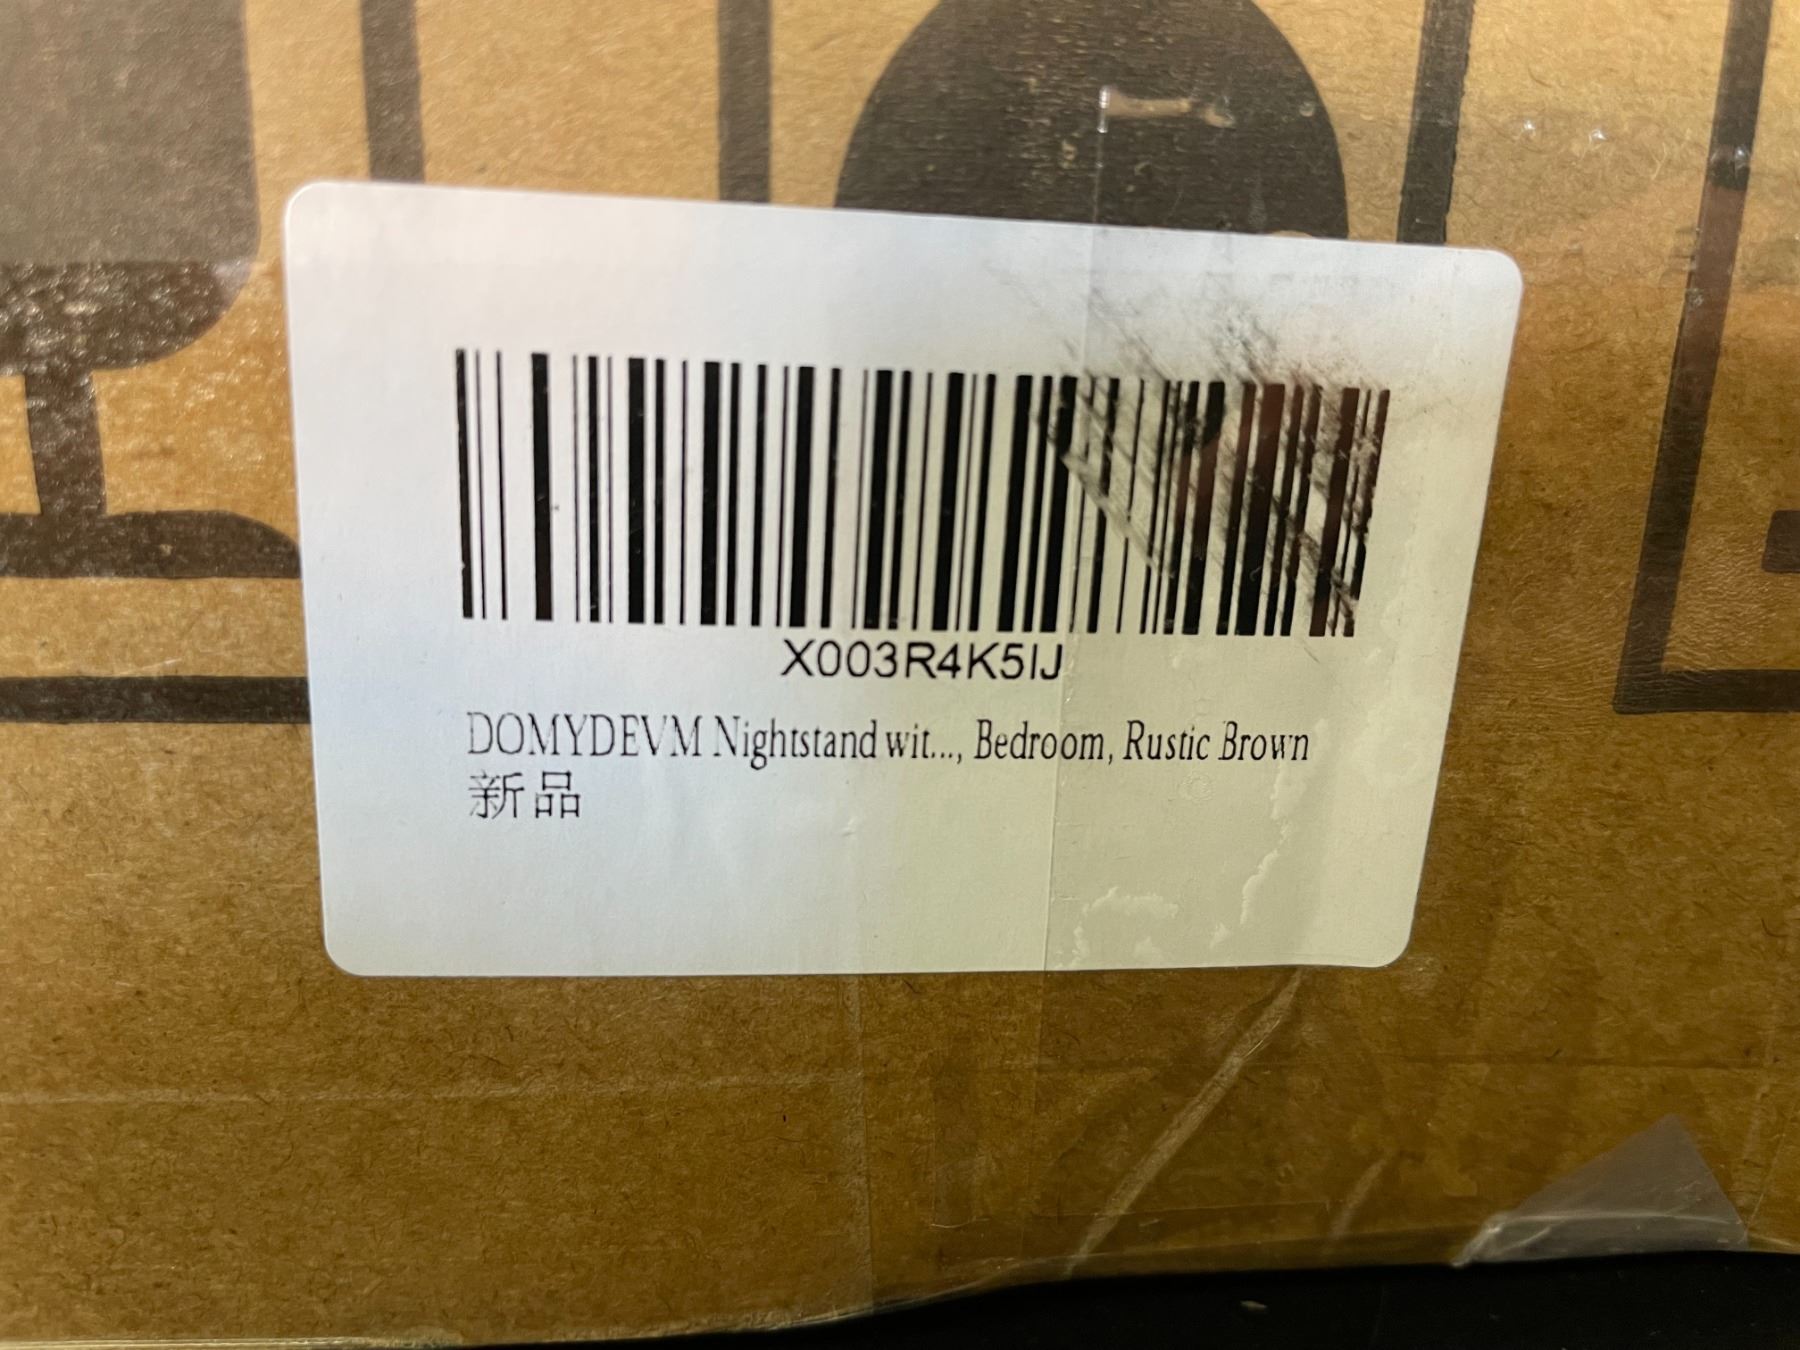 X003R4K5IJ
DOMYDEVM Nightstand wit..., Bedroom, Rustic Brown
新品